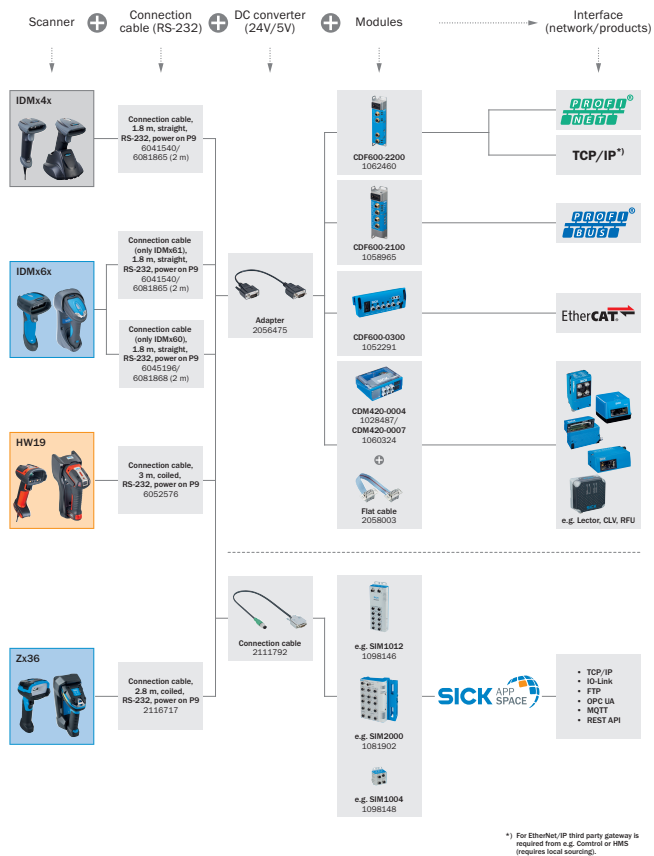 Scanner
Connection
cable (RS-232)
DC converter
(24V/5V)
Modules
Interface
(network/products)
IDMx4x
Connection cable,
1.8 m, straight,
RS-232, power on P9
6041540/
6081865 (2 m)
CDF600-2200
1062460
PROFI
NET
TCP/IP*)
IDMx6x
Connection cable
(only IDMx61),
1.8 m, straight,
RS-232, power on P9
6041540/
6081865 (2 m)
Connection cable
(only IDMx60),
1.8 m, straight,
RS-232, power on P9
6045196/
6081868 (2 m)
Adapter
2056475
CDF600-2100
1058965
PROFI
BUS
CDF600-0300
1052291
EtherCAT
CDM420-0004
1028487/
CDM420-0007
1060324
Flat cable
2058003
e.g. Lector, CLV, RFU
HW19
Connection cable,
3 m, coiled,
RS-232, power on P9
6052576
Connection cable
2111792
e.g. SIM1012
1098146
Zx36
Connection cable,
2.8 m, coiled,
RS-232, power on P9
2116717
e.g. SIM2000
1081902
SICK APP
SPACE
• TCP/IP
• IO-Link
• FTP
• OPC UA
• MQTT
• REST API
e.g. SIM1004
1098148
*) For EtherNet/IP third party gateway is
required from e.g. Comtrol or HMS
(requires local sourcing).